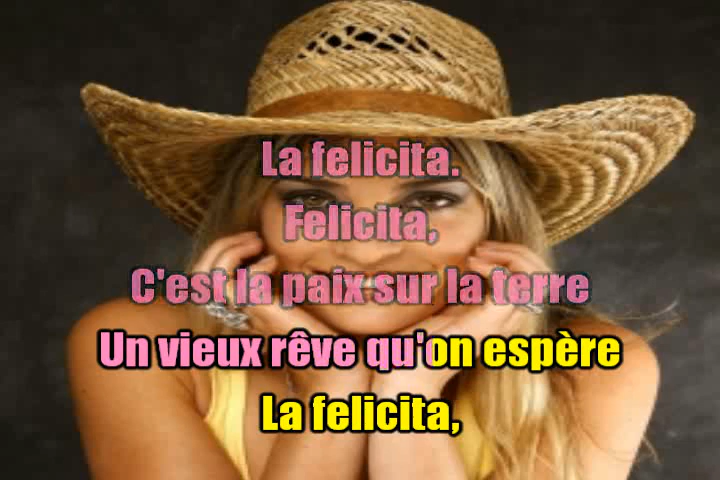 La felicita.
Felicita,
C'est la paix sur la terre
Un vieux rêve qu'on espère
La felicita,